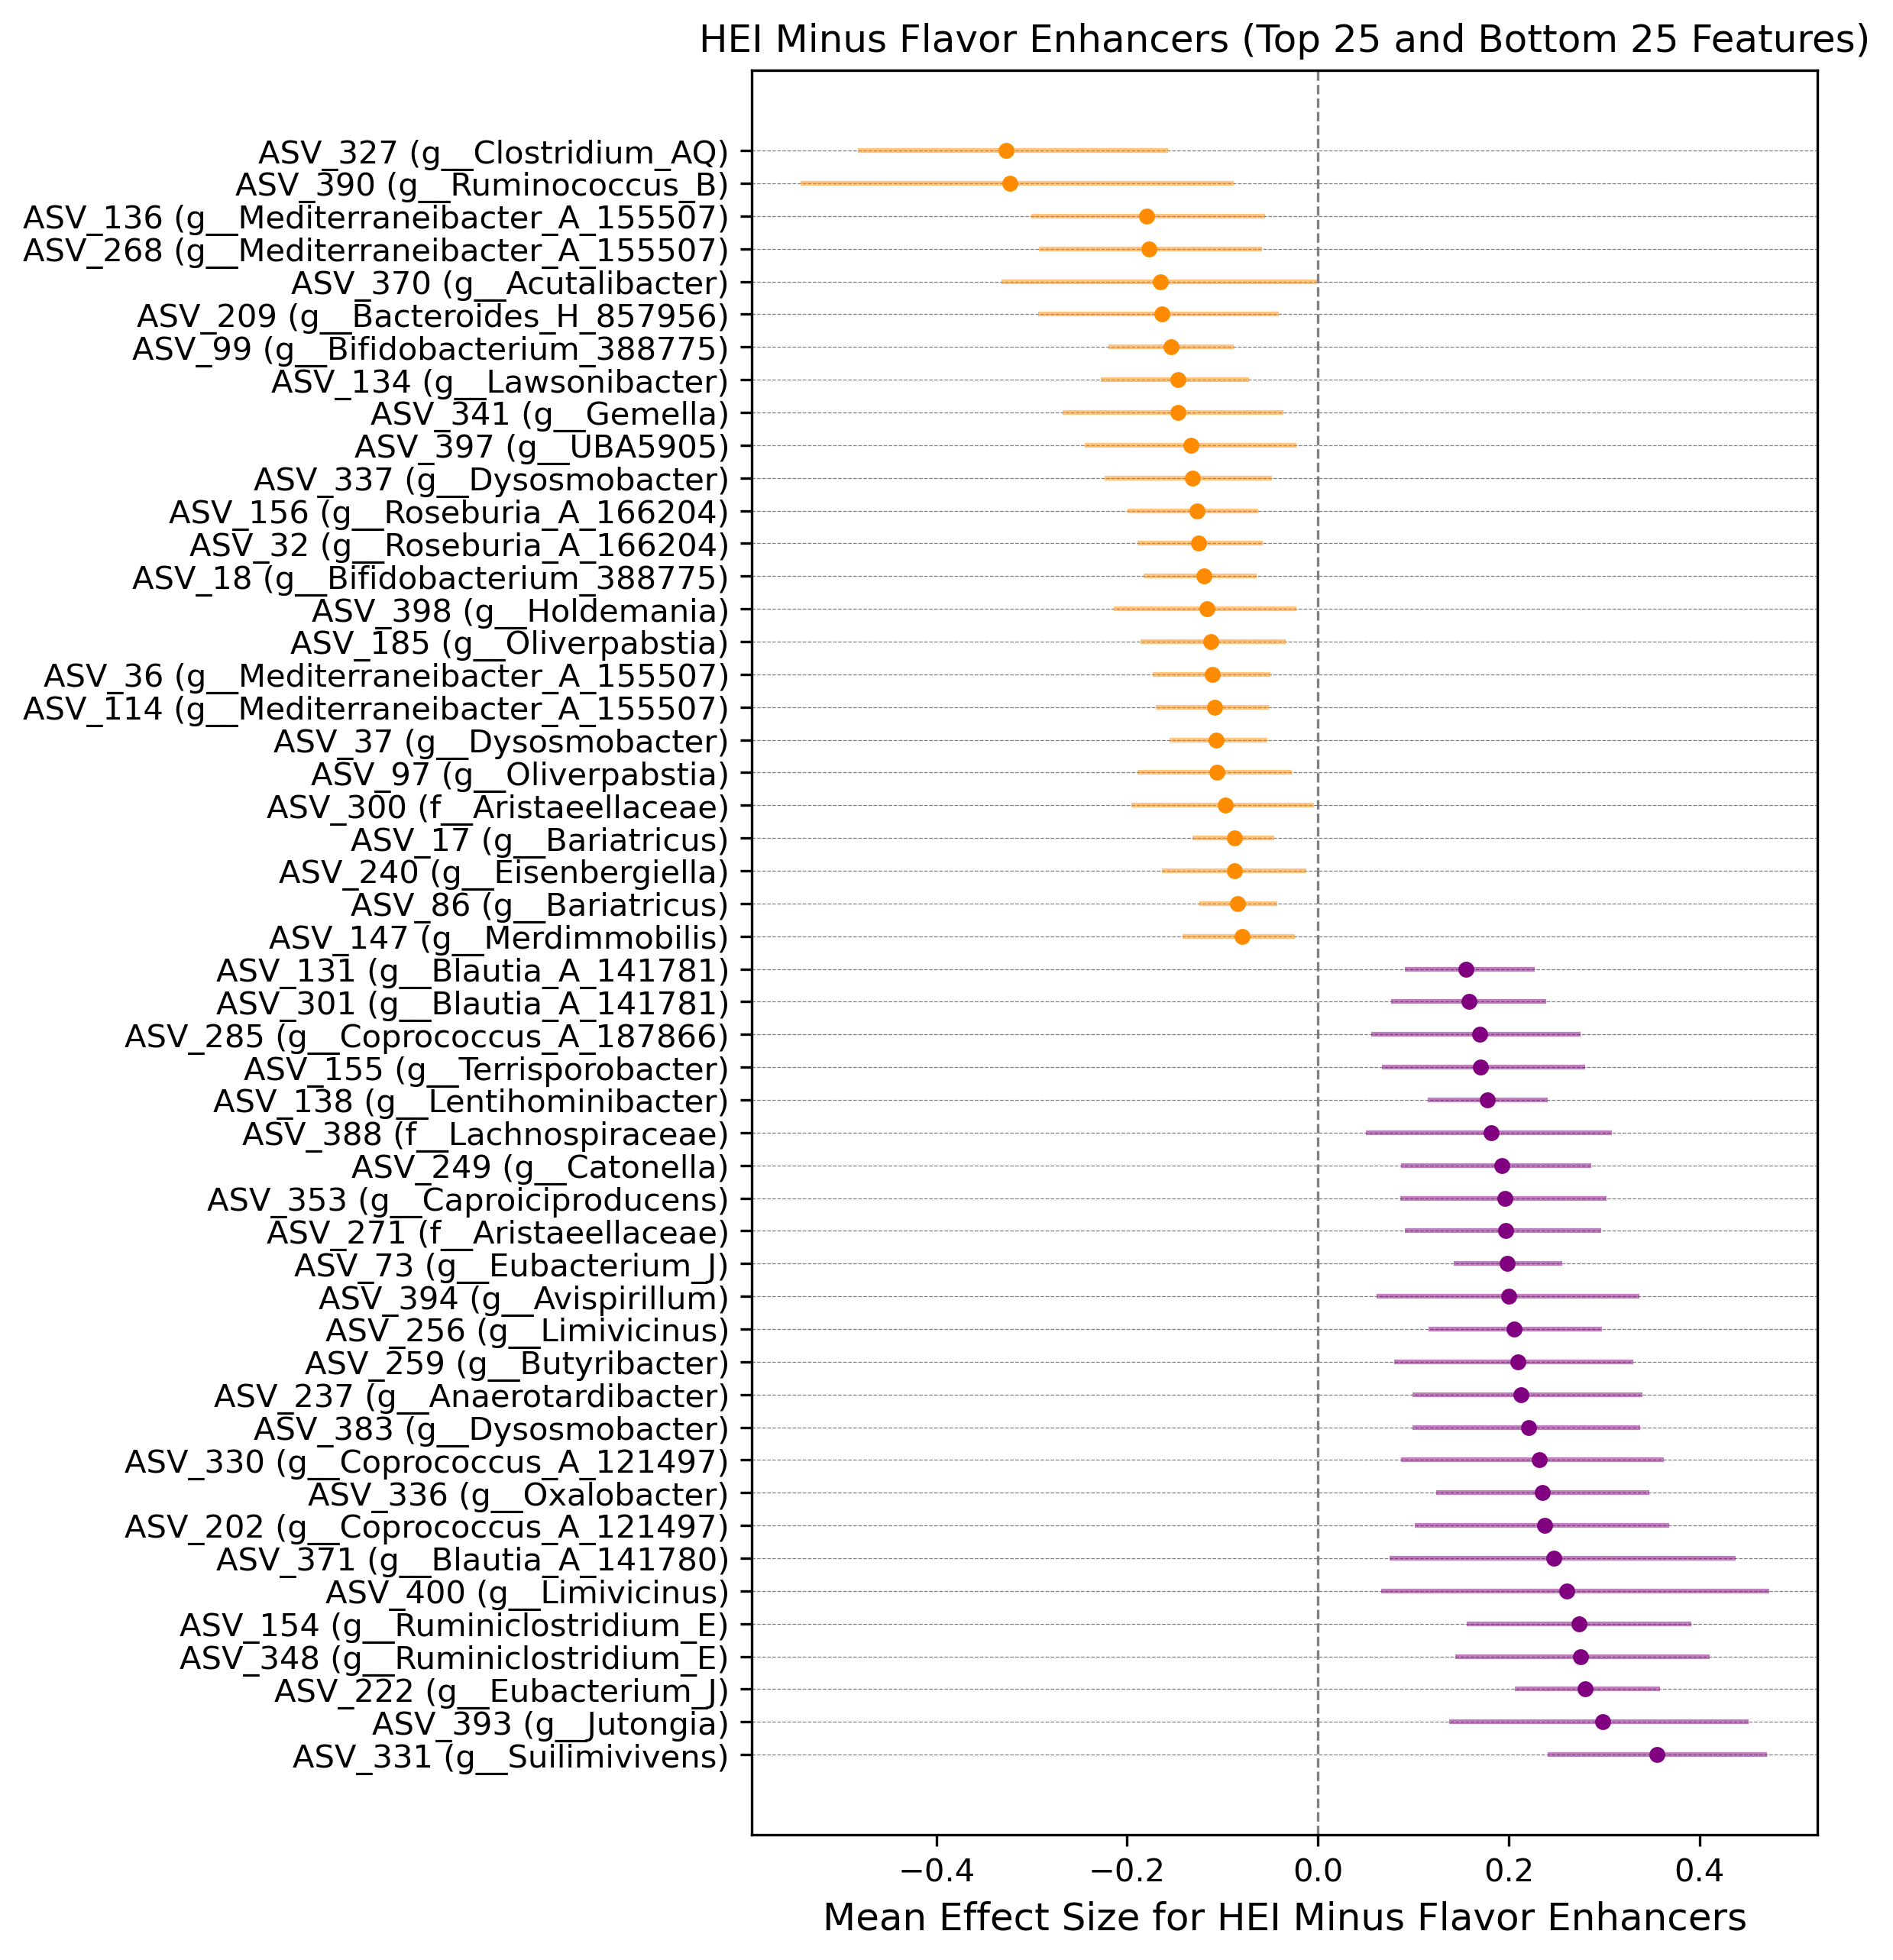 HEI Minus Flavor Enhancers (Top 25 and Bottom 25 Features)
ASV_327 (g__Clostridium_AQ)
ASV_390 (g__Ruminococcus_B)
ASV_136 (g__Mediterraneibacter_A_155507)
ASV_268 (g__Mediterraneibacter_A_155507)
ASV_370 (g__Acutalibacter)
ASV_209 (g__Bacteroides_H_857956)
ASV_99 (g__Bifidobacterium_388775)
ASV_134 (g__Lawsonibacter)
ASV_341 (g__Gemella)
ASV_397 (g__UBA5905)
ASV_337 (g__Dysosmobacter)
ASV_156 (g__Roseburia_A_166204)
ASV_32 (g__Roseburia_A_166204)
ASV_18 (g__Bifidobacterium_388775)
ASV_398 (g__Holdemania)
ASV_185 (g__Oliverpabstia)
ASV_36 (g__Mediterraneibacter_A_155507)
ASV_114 (g__Mediterraneibacter_A_155507)
ASV_37 (g__Dysosmobacter)
ASV_97 (g__Oliverpabstia)
ASV_300 (f__Aristaeellaceae)
ASV_17 (g__Bariatricus)
ASV_240 (g__Eisenbergiella)
ASV_86 (g__Bariatricus)
ASV_147 (g__Merdimmobilis)
ASV_131 (g__Blautia_A_141781)
ASV_301 (g__Blautia_A_141781)
ASV_285 (g__Coprococcus_A_187866)
ASV_155 (g__Terrisporobacter)
ASV_138 (g__Lentihominibacter)
ASV_388 (f__Lachnospiraceae)
ASV_249 (g__Catonella)
ASV_353 (g__Caproiciproducens)
ASV_271 (f__Aristaeellaceae)
ASV_73 (g__Eubacterium_J)
ASV_394 (g__Avispirillum)
ASV_256 (g__Limivicinus)
ASV_259 (g__Butyribacter)
ASV_237 (g__Anaerotardibacter)
ASV_383 (g__Dysosmobacter)
ASV_330 (g__Coprococcus_A_121497)
ASV_336 (g__Oxalobacter)
ASV_202 (g__Coprococcus_A_121497)
ASV_371 (g__Blautia_A_141780)
ASV_400 (g__Limivicinus)
ASV_154 (g__Ruminiclostridium_E)
ASV_348 (g__Ruminiclostridium_E)
ASV_222 (g__Eubacterium_J)
ASV_393 (g__Jutongia)
ASV_331 (g__Suilimivivens)
−0.4 −0.2 0.0 0.2 0.4
Mean Effect Size for HEI Minus Flavor Enhancers